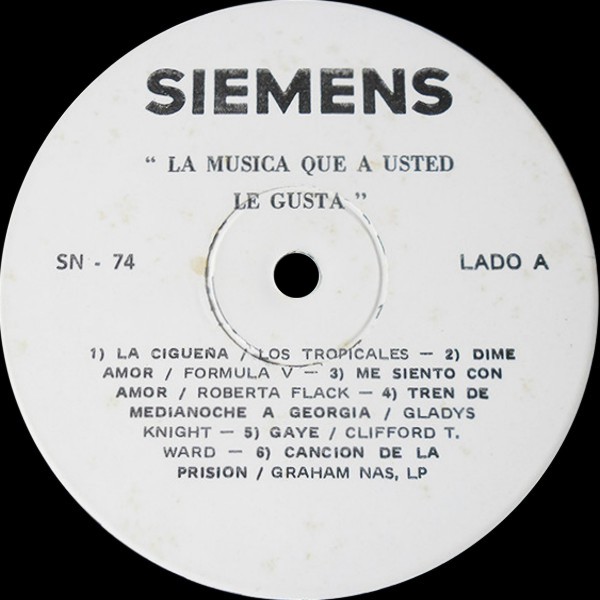 SIEMENS
“ LA MUSICA QUE A USTED
LE GUSTA ”
SN - 74
LADO A
1) LA CIGUEÑA / LOS TROPICALES — 2) DIME
AMOR / FORMULA V — 3) ME SIENTO CON
AMOR / ROBERTA FLACK — 4) TREN DE
MEDIANOCHE A GEORGIA / GLADYS
KNIGHT — 5) GAYE / CLIFFORD T.
WARD — 6) CANCION DE LA
PRISION / GRAHAM NAS, LP